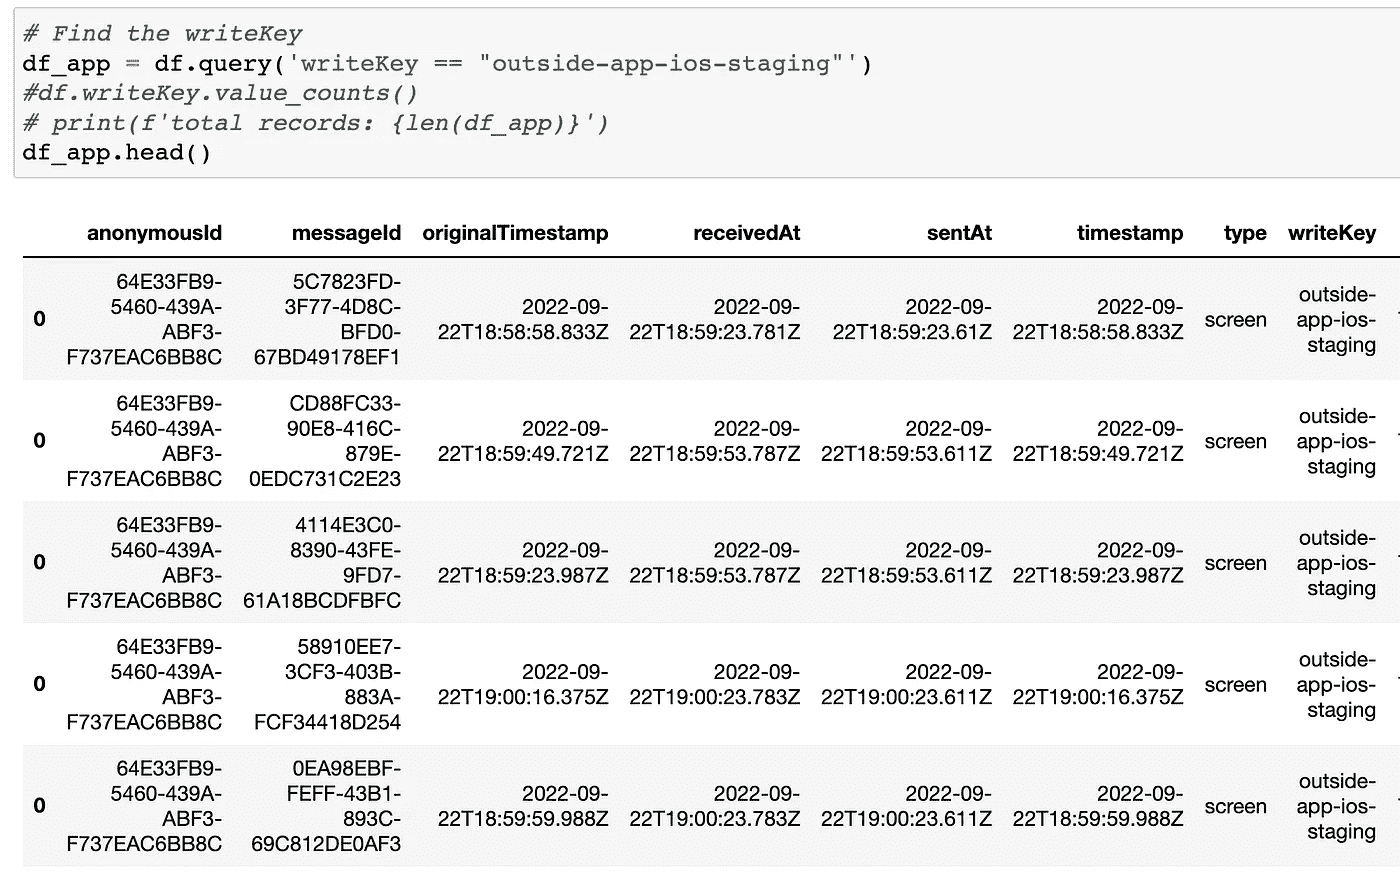 # Find the writeKey
df_app = df.query('writeKey == "outside-app-ios-staging"')
#df.writeKey.value_counts()
# print(f'total records: {len(df_app)}')
df_app.head()
anonymousId messageId originalTimestamp receivedAt sentAt timestamp type writeKey
0 64E33FB9-5460-439A-ABF3-F737EAC6BB8C 5C7823FD-3F77-4D8C-BFD0-67BD49178EF1 2022-09-22T18:58:58.833Z 2022-09-22T18:59:23.781Z 2022-09-22T18:59:23.61Z 2022-09-22T18:58:58.833Z screen outside-app-ios-staging
0 64E33FB9-5460-439A-ABF3-F737EAC6BB8C CD88FC33-90E8-416C-879E-0EDC731C2E23 2022-09-22T18:59:49.721Z 2022-09-22T18:59:53.787Z 2022-09-22T18:59:53.611Z 2022-09-22T18:59:49.721Z screen outside-app-ios-staging
0 64E33FB9-5460-439A-ABF3-F737EAC6BB8C 4114E3C0-8390-43FE-9FD7-61A18BCDFBFC 2022-09-22T18:59:23.987Z 2022-09-22T18:59:53.787Z 2022-09-22T18:59:53.611Z 2022-09-22T18:59:23.987Z screen outside-app-ios-staging
0 64E33FB9-5460-439A-ABF3-F737EAC6BB8C 58910EE7-3CF3-403B-883A-FCF34418D254 2022-09-22T19:00:16.375Z 2022-09-22T19:00:23.783Z 2022-09-22T19:00:23.611Z 2022-09-22T19:00:16.375Z screen outside-app-ios-staging
0 64E33FB9-5460-439A-ABF3-F737EAC6BB8C 0EA98EBF-FEFF-43B1-893C-69C812DE0AF3 2022-09-22T18:59:59.988Z 2022-09-22T19:00:23.783Z 2022-09-22T19:00:23.611Z 2022-09-22T18:59:59.988Z screen outside-app-ios-staging